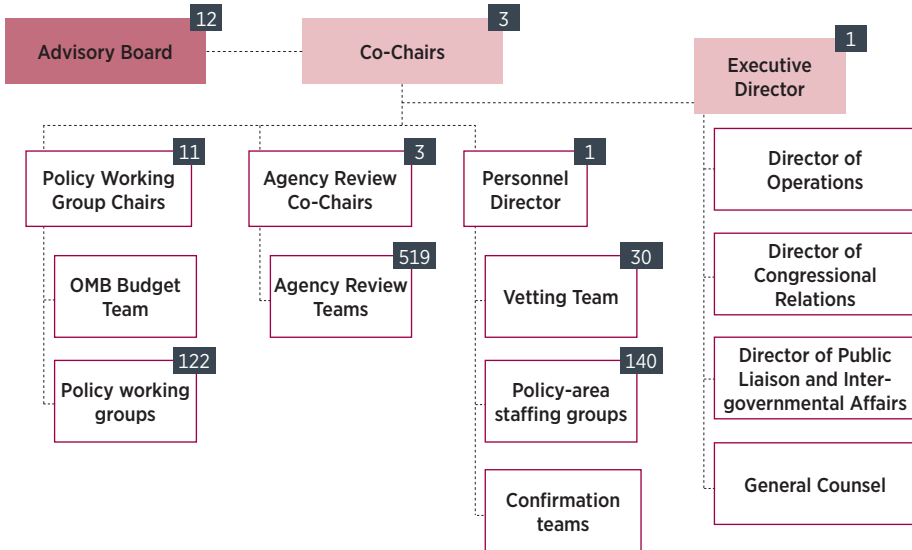 12
Advisory Board
3
Co-Chairs
1
Executive
Director
11
Policy Working
Group Chairs
3
Agency Review
Co-Chairs
1
Personnel
Director
Director of
Operations
OMB Budget
Team
519
Agency Review
Teams
30
Vetting Team
Director of
Congressional
Relations
122
Policy working
groups
140
Policy-area
staffing groups
Director of Public
Liaison and Inter-
governmental Affairs
Confirmation
teams
General Counsel